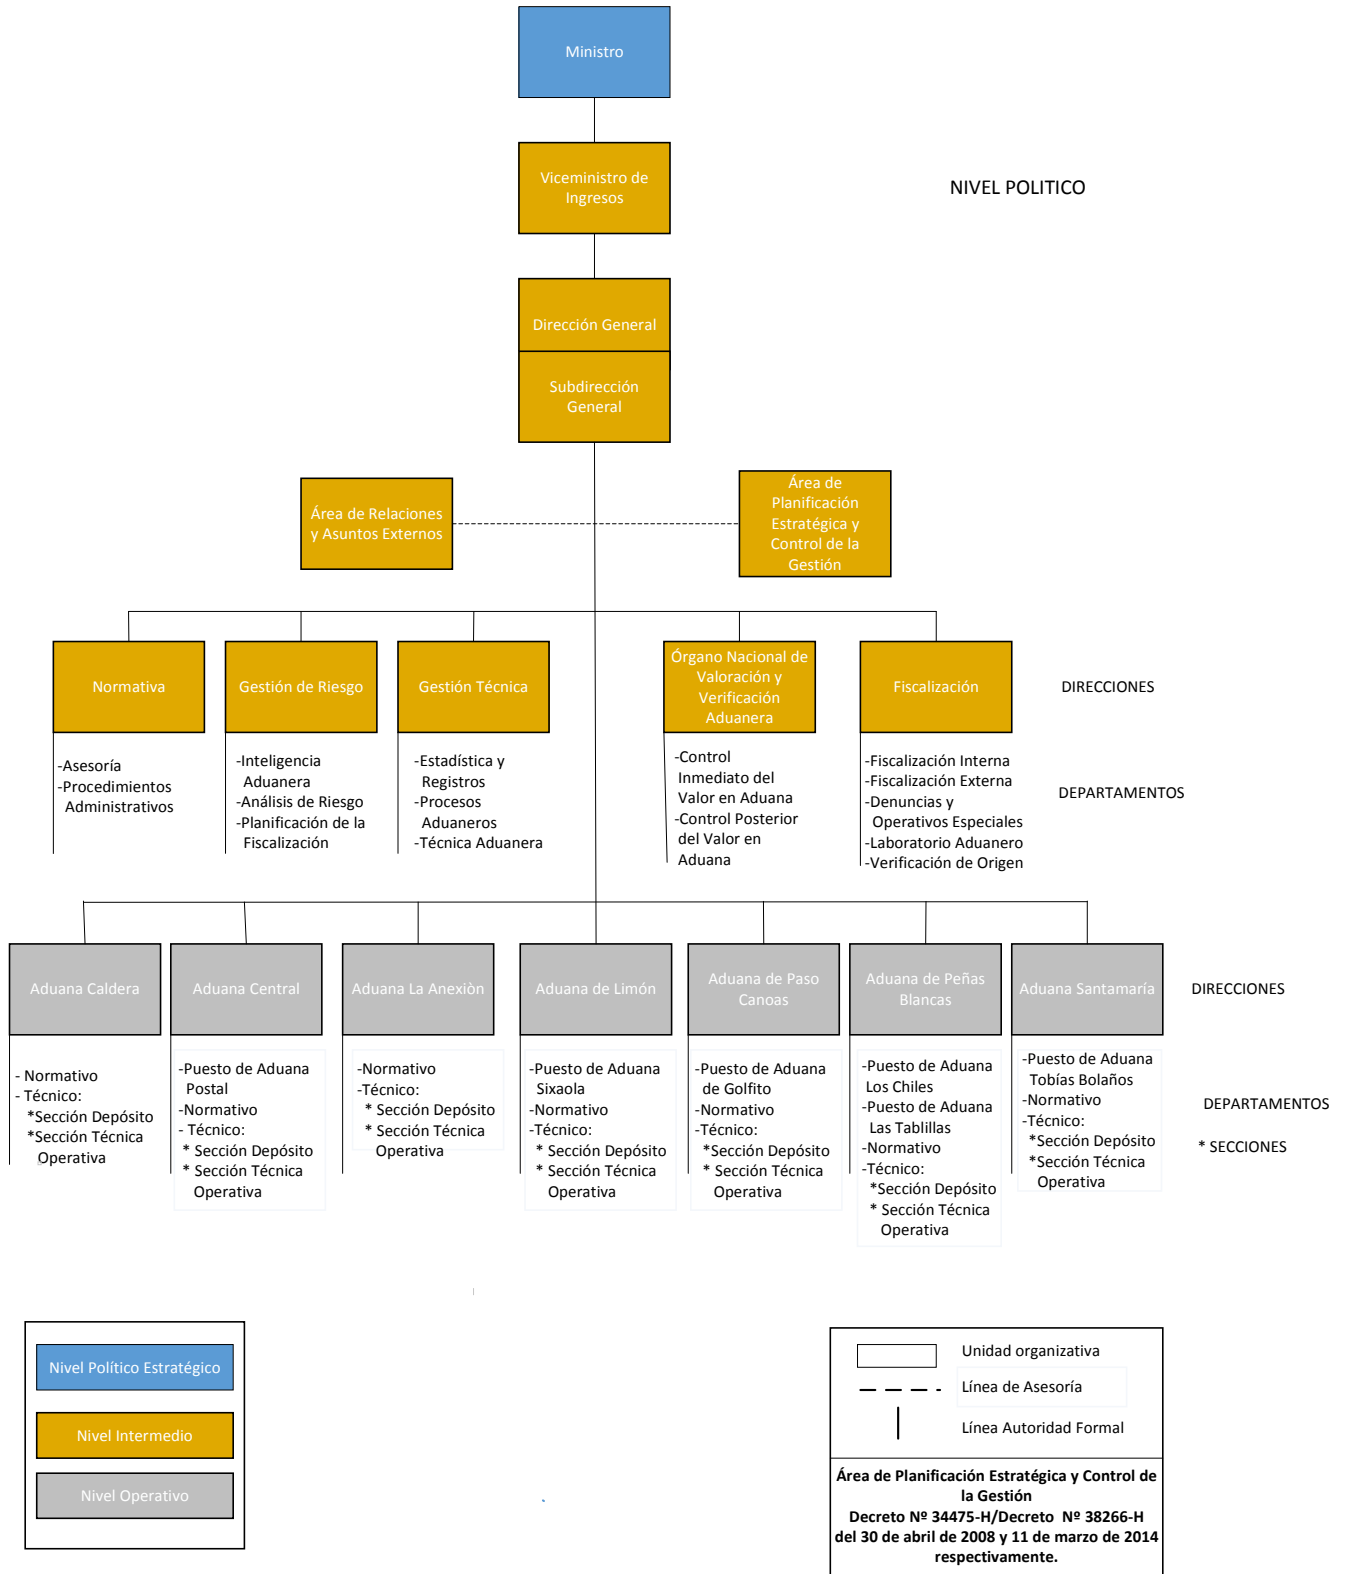 Ministro
Viceministro de
Ingresos
NIVEL POLITICO
Dirección General
Subdirección
General
Área de Relaciones
y Asuntos Externos
Área de
Planificación
Estratégica y
Control de la
Gestión
Normativa
Gestión de Riesgo
Gestión Técnica
Órgano Nacional de
Valoración y
Verificación
Aduanera
Fiscalización
DIRECCIONES
-Asesoría
-Procedimientos
Administrativos
-Inteligencia
Aduanera
-Análisis de Riesgo
-Planificación de la
Fiscalización
-Estadística y
Registros
-Procesos
Aduaneros
-Técnica Aduanera
-Control
Inmediato del
Valor en Aduana
-Control Posterior
del Valor en
Aduana
-Fiscalización Interna
-Fiscalización Externa
-Denuncias y
Operativos Especiales
-Laboratorio Aduanero
-Verificación de Origen
DEPARTAMENTOS
Aduana Caldera
Aduana Central
Aduana La Anexiòn
Aduana de Limón
Aduana de Paso
Canoas
Aduana de Peñas
Blancas
Aduana Santamaría
DIRECCIONES
- Normativo
- Técnico:
*Sección Depósito
*Sección Técnica
Operativa
-Puesto de Aduana
Postal
-Normativo
- Técnico:
* Sección Depósito
* Sección Técnica
Operativa
-Normativo
-Técnico:
* Sección Depósito
* Sección Técnica
Operativa
-Puesto de Aduana
Sixaola
-Normativo
-Técnico:
* Sección Depósito
* Sección Técnica
Operativa
-Puesto de Aduana
de Golfito
-Normativo
-Técnico:
*Sección Depósito
* Sección Técnica
Operativa
-Puesto de Aduana
Los Chiles
-Puesto de Aduana
Las Tablillas
-Normativo
-Técnico:
*Sección Depósito
* Sección Técnica
Operativa
-Puesto de Aduana
Tobías Bolaños
-Normativo
-Técnico:
*Sección Depósito
*Sección Técnica
Operativa
DEPARTAMENTOS
* SECCIONES
Nivel Político Estratégico
Nivel Intermedio
Nivel Operativo
Unidad organizativa
Línea de Asesoría
Línea Autoridad Formal
Área de Planificación Estratégica y Control de
la Gestión
Decreto Nº 34475-H/Decreto Nº 38266-H
del 30 de abril de 2008 y 11 de marzo de 2014
respectivamente.